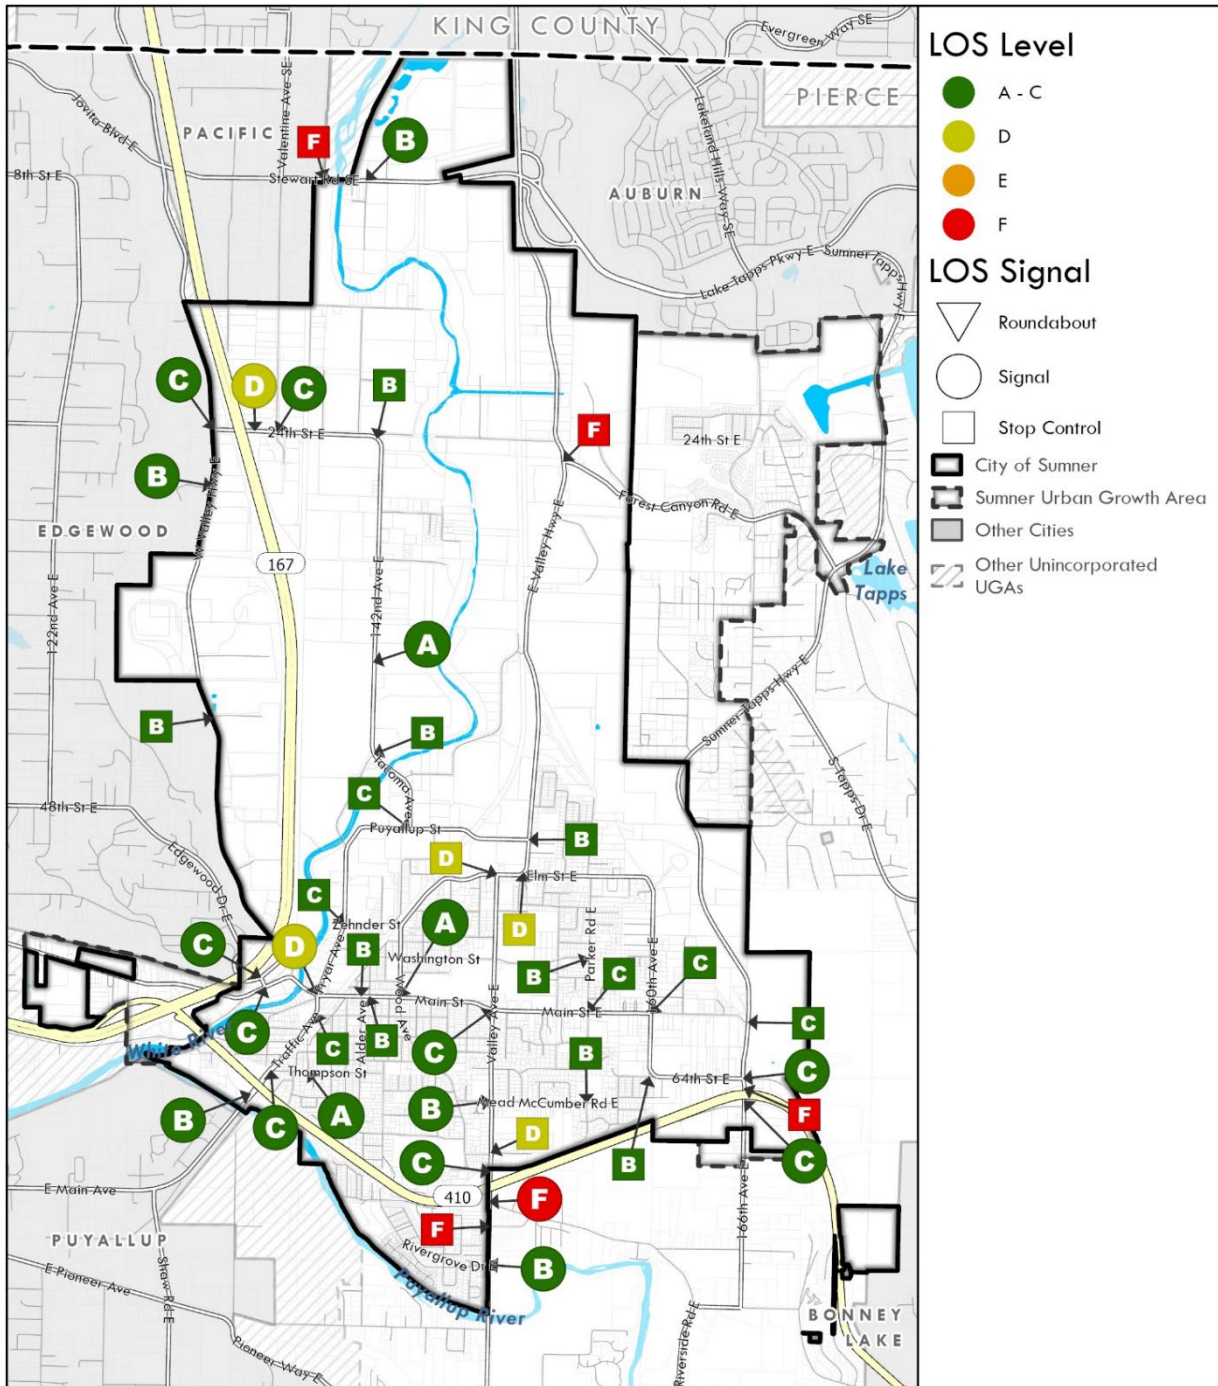 KING COUNTY
Evergreen Way SE
PIERCE
Jovita Blvd E
PACIFIC
Valentine Ave SE
F
B
8th St E
Stewart Rd SE
AUBURN
Lakeland Hills Way SE
Lake Tapps Pkwy E
Sumner Tapps Hwy E
C
D
C
B
24th St E
F
24th St E
B
W Valley Hwy E
EDGEWOOD
Forest Canyon Rd E
E Valley Hwy E
167
Lake
Tapps
122nd Ave E
142nd Ave E
A
B
B
Sumner Tapps Hwy E
S Tapps Dr E
Tacoma Ave
C
48th St E
Puyallup St
B
Edgewood Dr E
D
Elm St E
C
Zehnder St
A
D
Parker Rd E
160th Ave E
C
D
B
Washington St
B
C
C
Fryar Ave
Wood Ave
Main St
Main St E
C
White River
C
Traffic Ave
C
Alder Ave
B
C
Valley Ave E
B
Thompson St
64th St E
C
B
C
A
B
Mead McCumber Rd E
F
D
C
B
C
E Main Ave
410
F
166th Ave E
PUYALLUP
F
Rivergrove Dr E
B
E Pioneer Ave
Shaw Rd E
Puyallup River
Riverside Rd E
BONNEY
LAKE
Pioneer Way E
LOS Level
A - C
D
E
F
LOS Signal
Roundabout
Signal
Stop Control
City of Sumner
Sumner Urban Growth Area
Other Cities
Other Unincorporated
UGAs